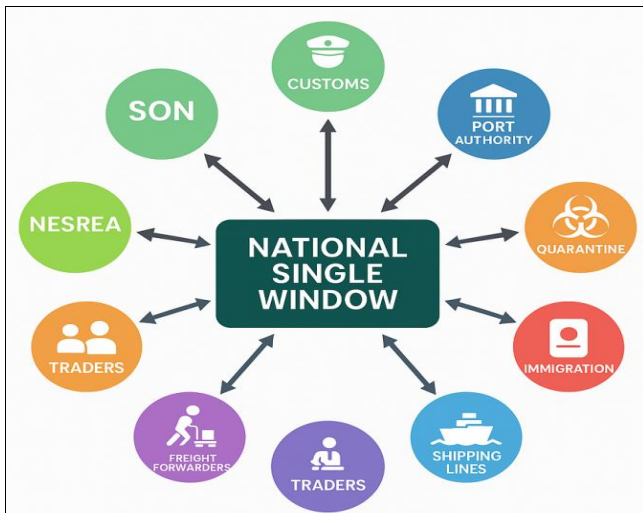 CUSTOMS
SON
PORT
AUTHORITY
NESREA
NATIONAL
SINGLE
WINDOW
QUARANTINE
TRADERS
IMMIGRATION
FREIGHT
FORWARDERS
TRADERS
SHIPPING
LINES